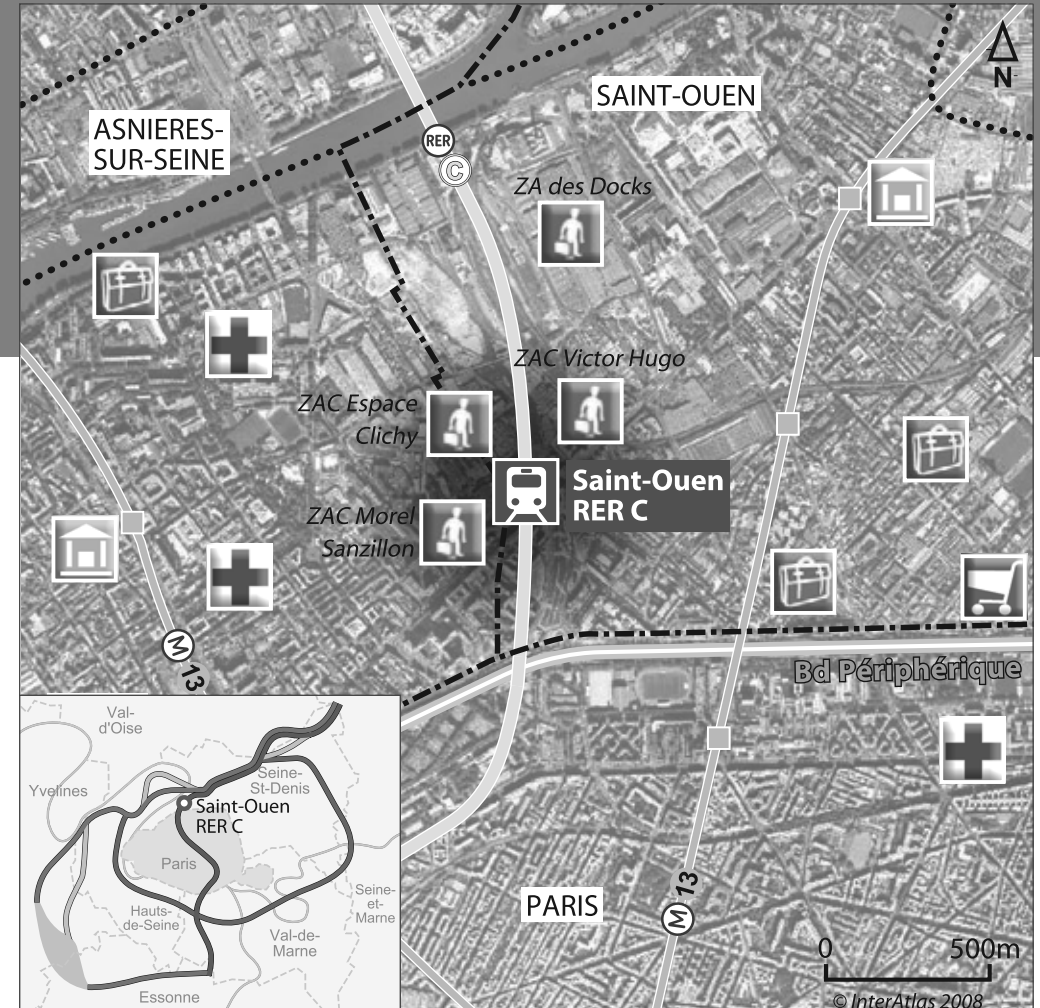 N
SAINT-OUEN
ASNIERES-
SUR-SEINE
RER
C
ZA des Docks
ZAC Victor Hugo
ZAC Espace
Clichy
Saint-Ouen
RER C
ZAC Morel
Sanzillon
M 13
Bd Périphérique
Val-
d'Oise
Yvelines
Seine-
St-Denis
Saint-Ouen
RER C
Paris
Hauts-
de-Seine
Seine-
et-
Marne
Val-de-
Marne
Essonne
M 13
PARIS
0 500m
© InterAtlas 2008